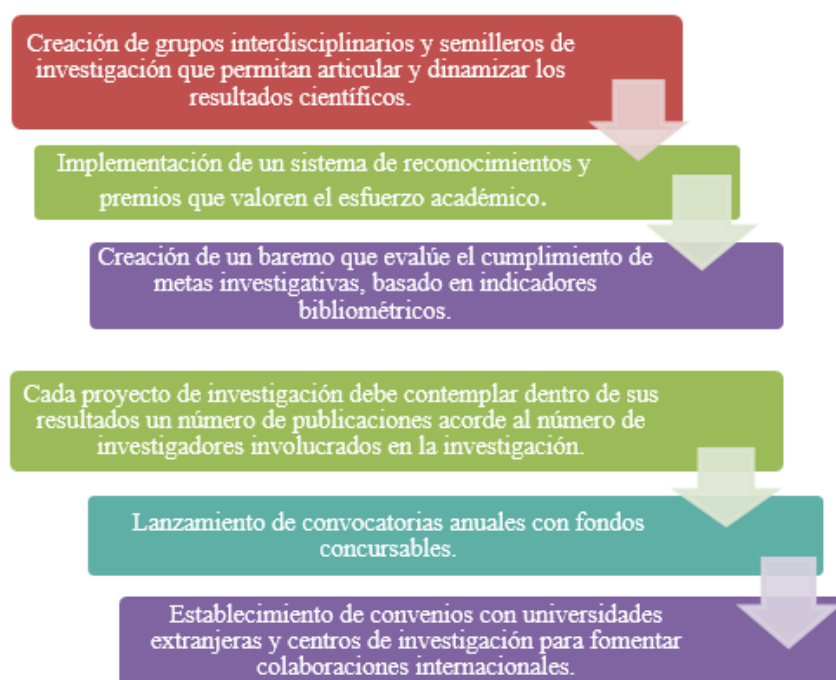 Creación de grupos interdisciplinarios y semilleros de
investigación que permitan articular y dinamizar los
resultados científicos.
Implementación de un sistema de reconocimientos y
premios que valoren el esfuerzo académico.
Creación de un baremo que evalúe el cumplimiento de
metas investigativas, basado en indicadores
bibliométricos.
Cada proyecto de investigación debe contemplar dentro de sus
resultados un número de publicaciones acorde al número de
investigadores involucrados en la investigación.
Lanzamiento de convocatorias anuales con fondos
concursables.
Establecimiento de convenios con universidades
extranjeras y centros de investigación para fomentar
colaboraciones internacionales.